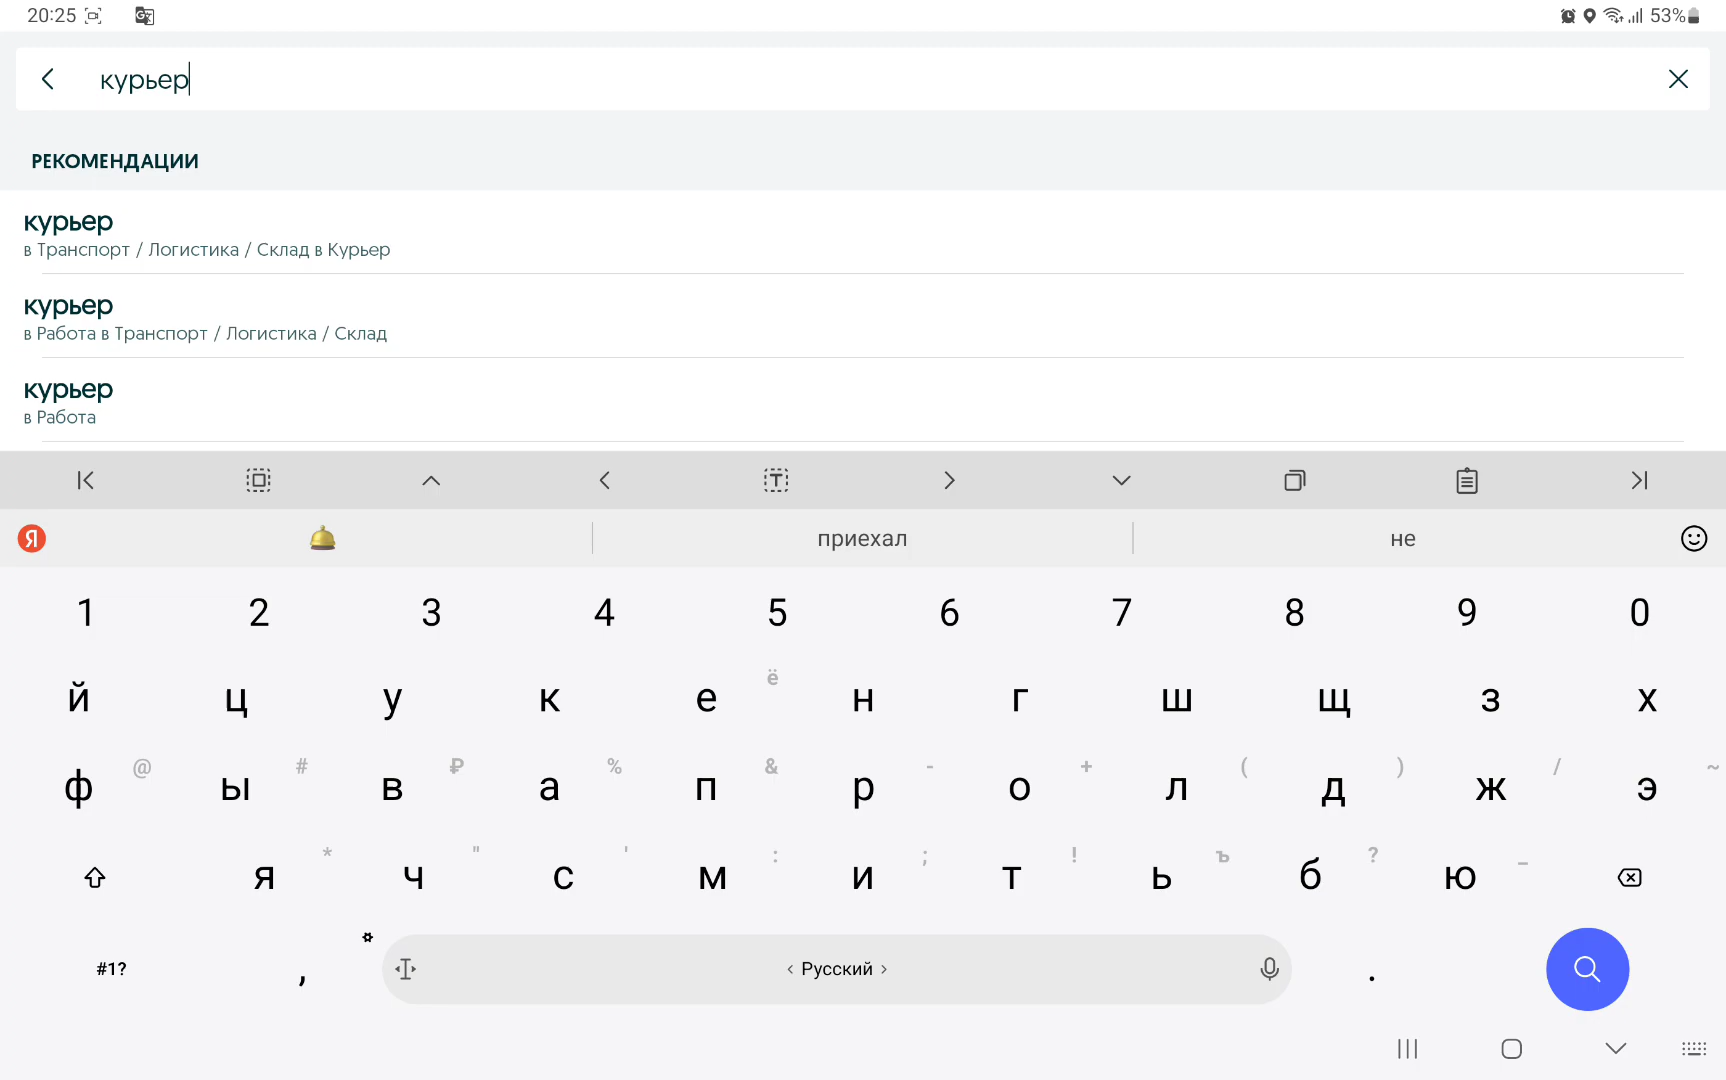 20:25 53%
курьер
РЕКОМЕНДАЦИИ
курьер
в Транспорт / Логистика / Склад в Курьер
курьер
в Работа в Транспорт / Логистика / Склад
курьер
в Работа
Я приехал не
1 2 3 4 5 6 7 8 9 0
й ц у к е ё н г ш щ з х
ф @ ы # в ₽ а % п & р - о + л ( д ) ж / э ~
я * ч " с ' м : и ; т ! ь ъ б ? ю _
#1? , < Русский > .